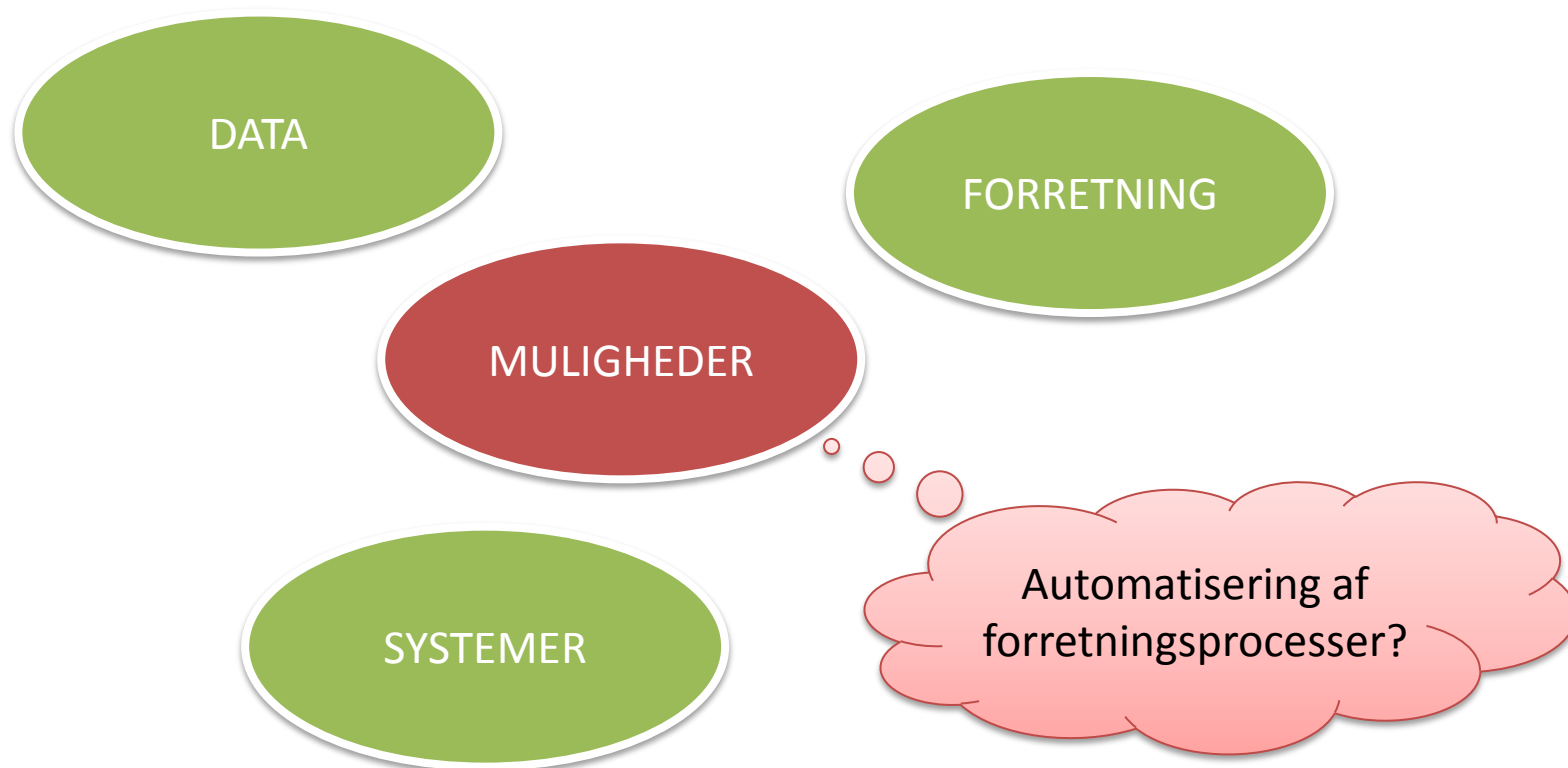 DATA
FORRETNING
MULIGHEDER
SYSTEMER
Automatisering af
forretningsprocesser?